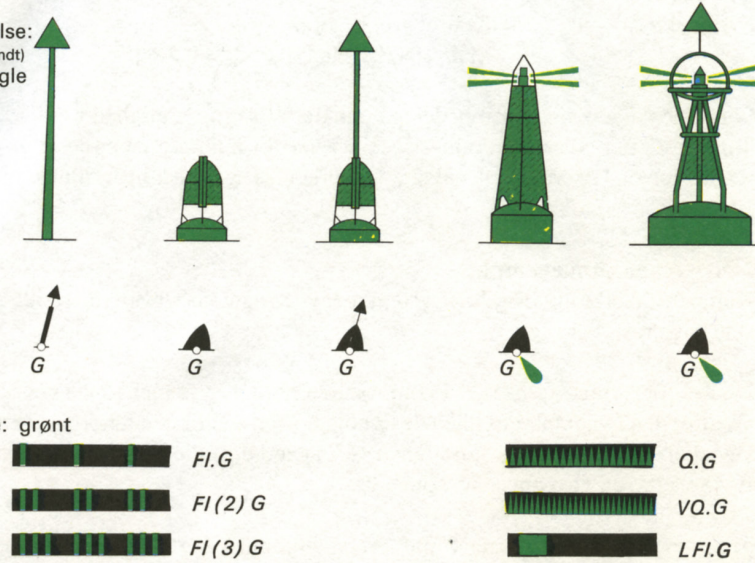 lse:
ndt)
gle
G G G G G
: grønt
Fl.G
Fl(2) G
Fl(3) G
Q.G
VQ.G
LFl.G